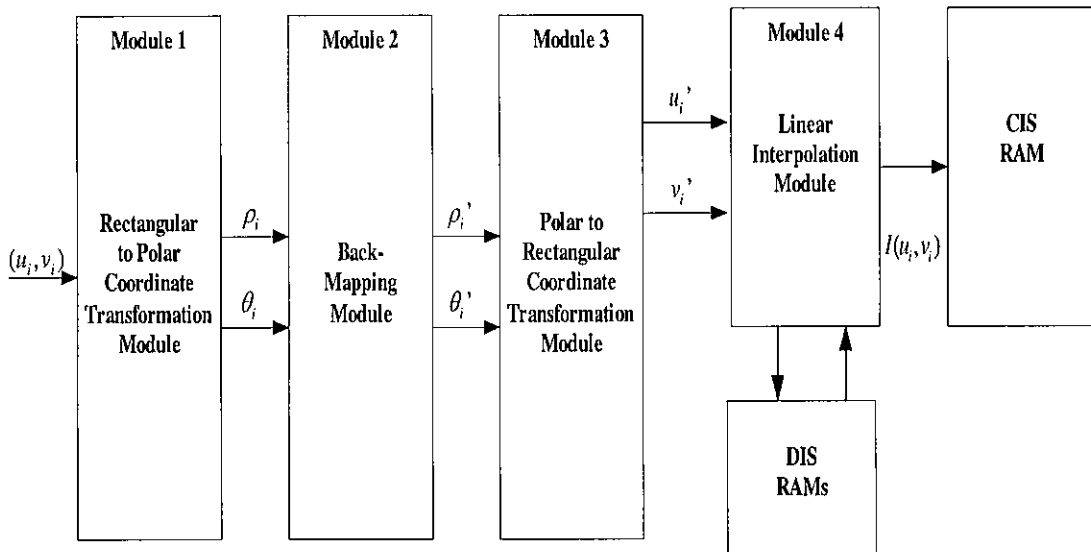 Module 1
Rectangular
to Polar
Coordinate
Transformation
Module
(u_i, v_i)
ρ_i
θ_i
Module 2
Back-
Mapping
Module
ρ_i'
θ_i'
Module 3
Polar to
Rectangular
Coordinate
Transformation
Module
u_i'
v_i'
Module 4
Linear
Interpolation
Module
I(u_i, v_i)
CIS
RAM
DIS
RAMs